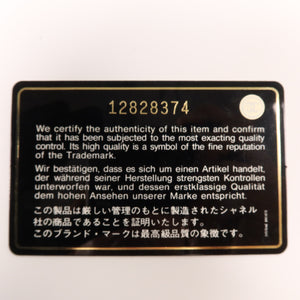 12828374
We certify the authenticity of this item and confirm
that it has been subjected to the most exacting quality
control. Its high quality is a symbol of the fine reputation
of the Trademark.
Wir bestätigen, dass es sich um einen Artikel handelt,
der während seiner Herstellung strengsten Kontrollen
unterworfen war, und dessen erstklassige Qualität
dem hohen Ansehen unserer Marke entspricht.
この製品は厳しい管理のもとに製造されたシャネル
社の商品であることを証明いたします。
このブランド・マークは最高級品質の象徴です。